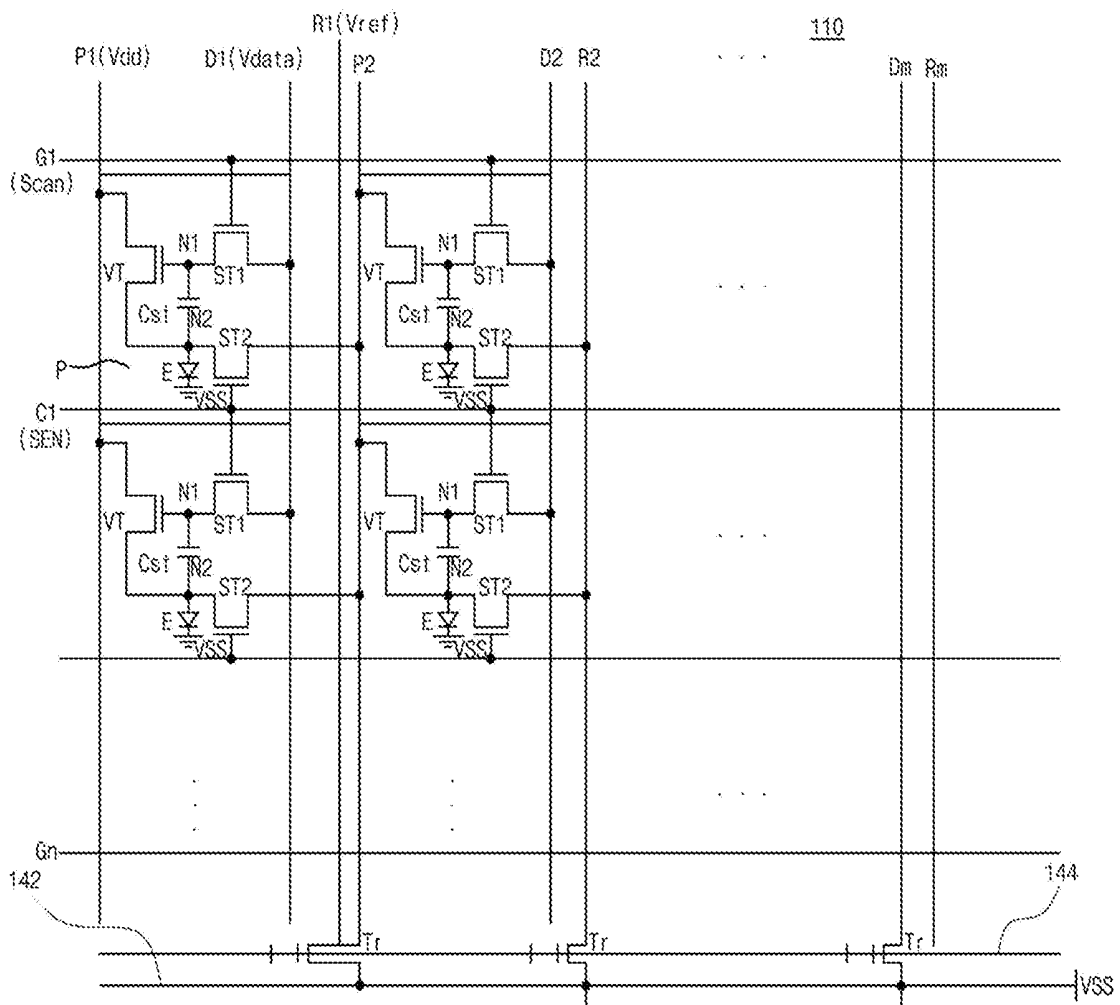 R1(Vref)
110
P1(Vdd) D1(Vdata) P2 D2 R2 Dm Rm
G1
(Scan)
N1 N1
VT ST1 VT ST1
Cst N2 Cst N2
ST2 ST2
P E E
VSS VSS
C1
(SEN)
N1 N1
VT ST1 VT ST1
Cst N2 Cst N2
ST2 ST2
E E
VSS VSS
Gn
142 144
Tr Tr Tr
VSS